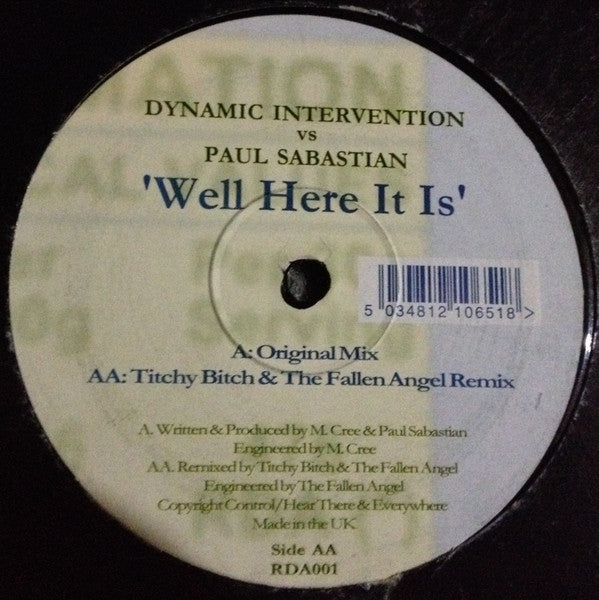 MATION
DYNAMIC INTERVENTION
VS
PAUL SABASTIAN
'Well Here It Is'
5 034812 106518 >
A: Original Mix
AA: Titchy Bitch & The Fallen Angel Remix
A. Written & Produced by M. Cree & Paul Sabastian
Engineered by M. Cree
AA. Remixed by Titchy Bitch & The Fallen Angel
Engineered by The Fallen Angel
Copyright Control/Hear There & Everywhere
Made in the UK
Side AA
RDA001